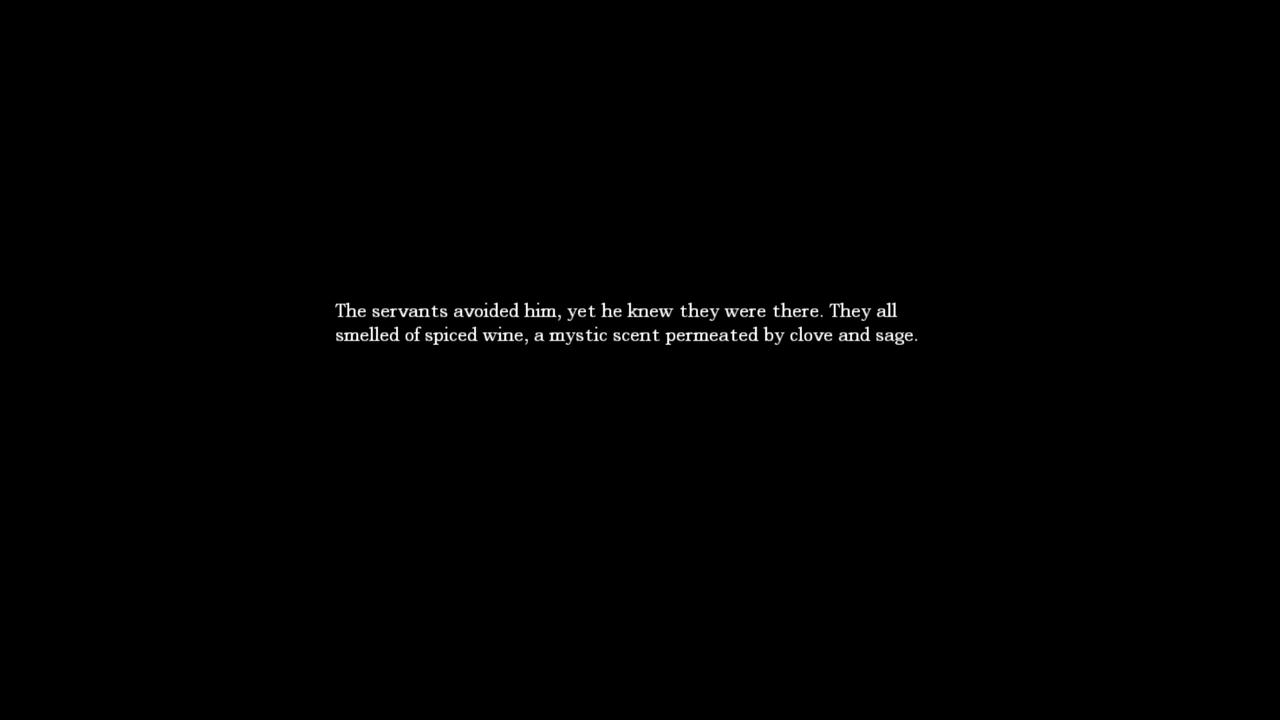 The servants avoided him, yet he knew they were there. They all
smelled of spiced wine, a mystic scent permeated by clove and sage.